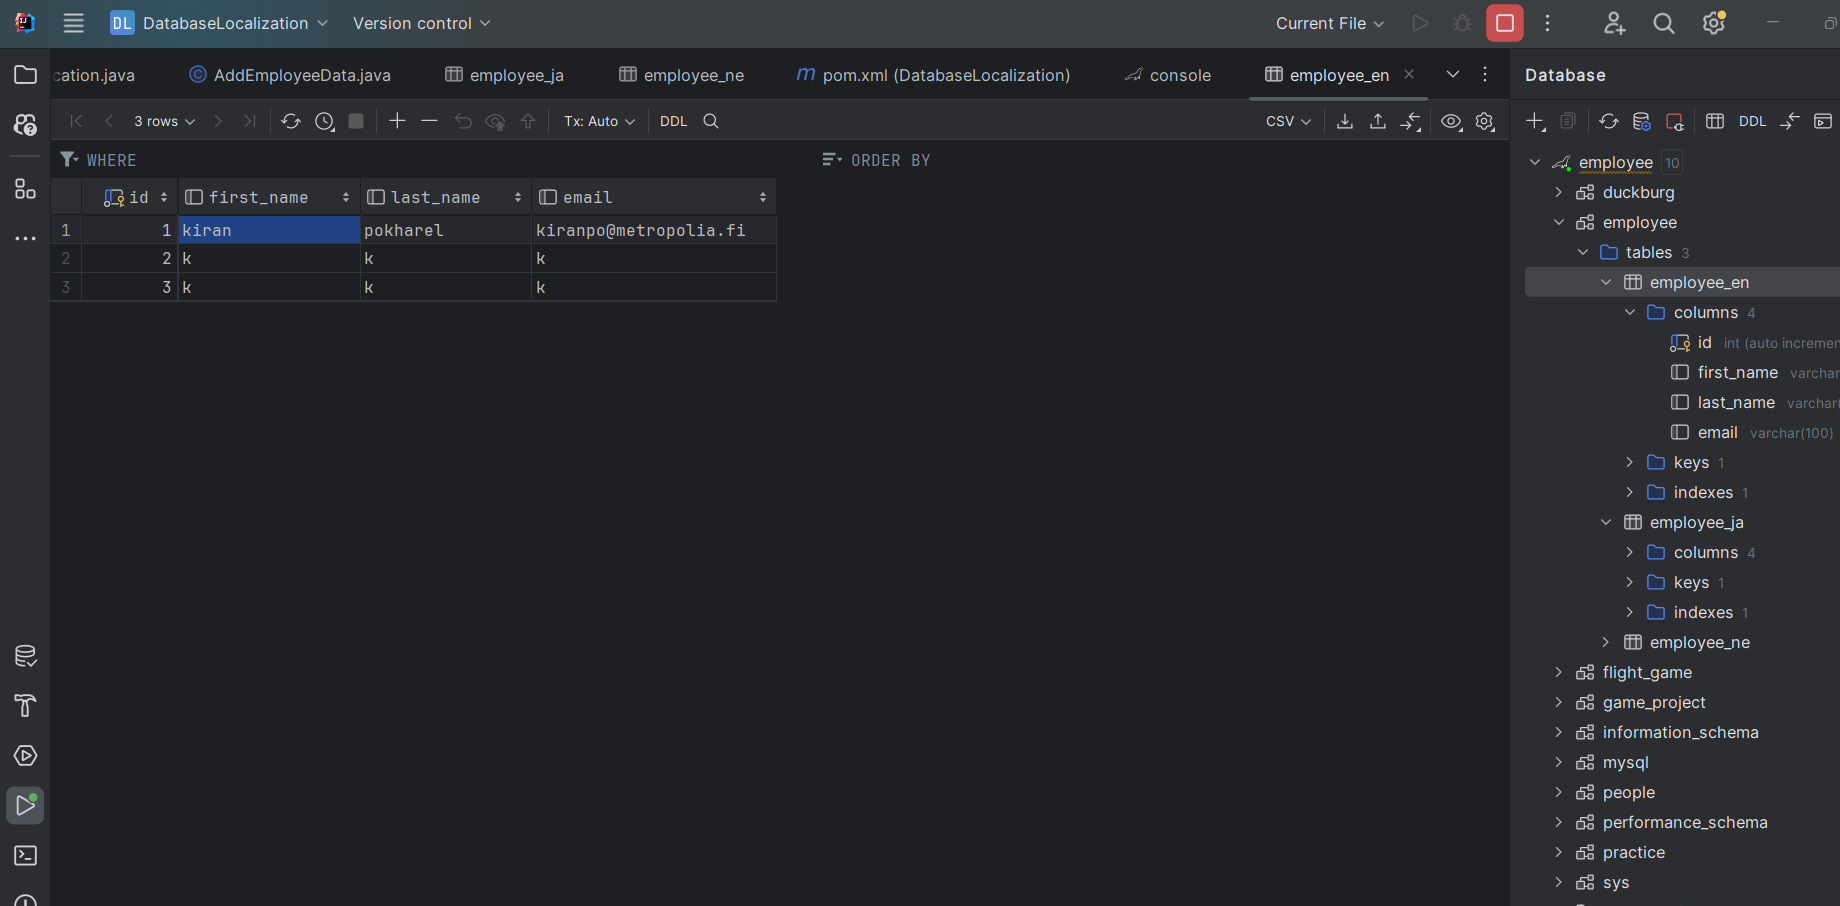 DL DatabaseLocalization Version control Current File
cation.java AddEmployeeData.java employee_ja employee_ne m pom.xml (DatabaseLocalization) console employee_en
3 rows Tx: Auto DDL CSV
WHERE ORDER BY
id first_name last_name email
1 1 kiran pokharel kiranpo@metropolia.fi
2 2 k k k
3 3 k k k
Database
DDL
employee 10
duckburg
employee
tables 3
employee_en
columns 4
id int (auto incremen
first_name varchar
last_name varchar(
email varchar(100)
keys 1
indexes 1
employee_ja
columns 4
keys 1
indexes 1
employee_ne
flight_game
game_project
information_schema
mysql
people
performance_schema
practice
sys